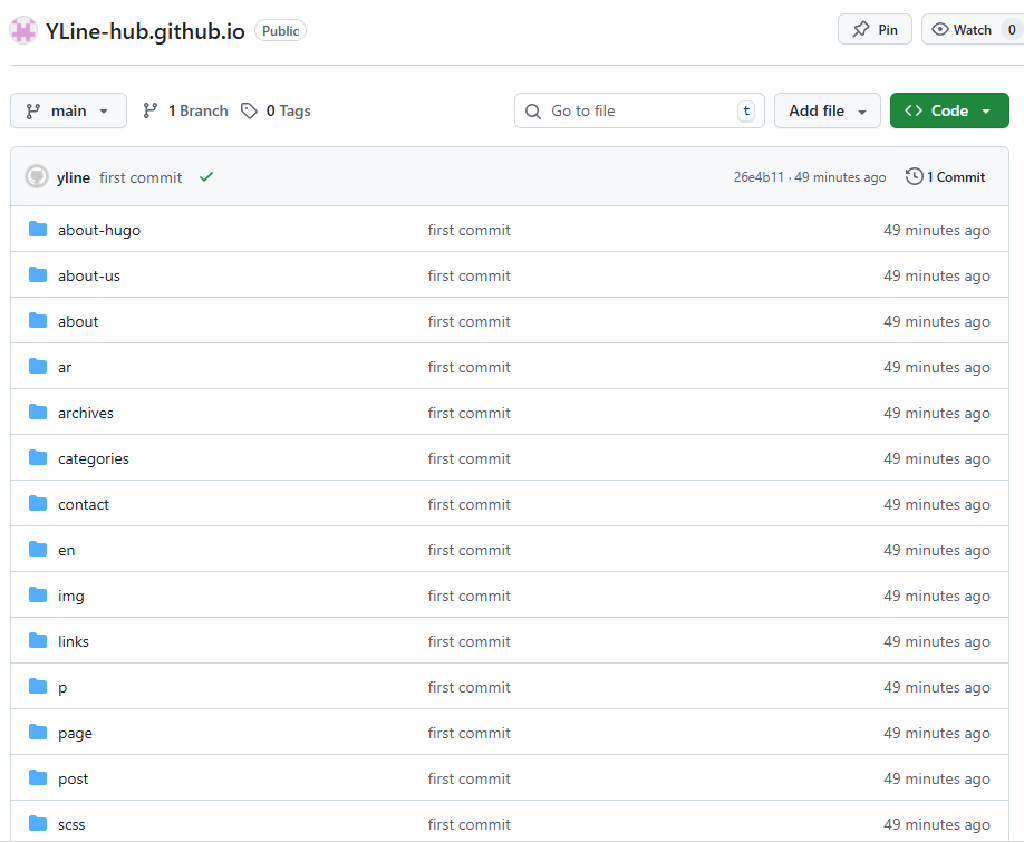 YLine-hub.github.io Public Pin Watch 0
main 1 Branch 0 Tags Go to file t Add file Code
yline first commit 26e4b11 · 49 minutes ago 1 Commit
about-hugo first commit 49 minutes ago
about-us first commit 49 minutes ago
about first commit 49 minutes ago
ar first commit 49 minutes ago
archives first commit 49 minutes ago
categories first commit 49 minutes ago
contact first commit 49 minutes ago
en first commit 49 minutes ago
img first commit 49 minutes ago
links first commit 49 minutes ago
p first commit 49 minutes ago
page first commit 49 minutes ago
post first commit 49 minutes ago
scss first commit 49 minutes ago